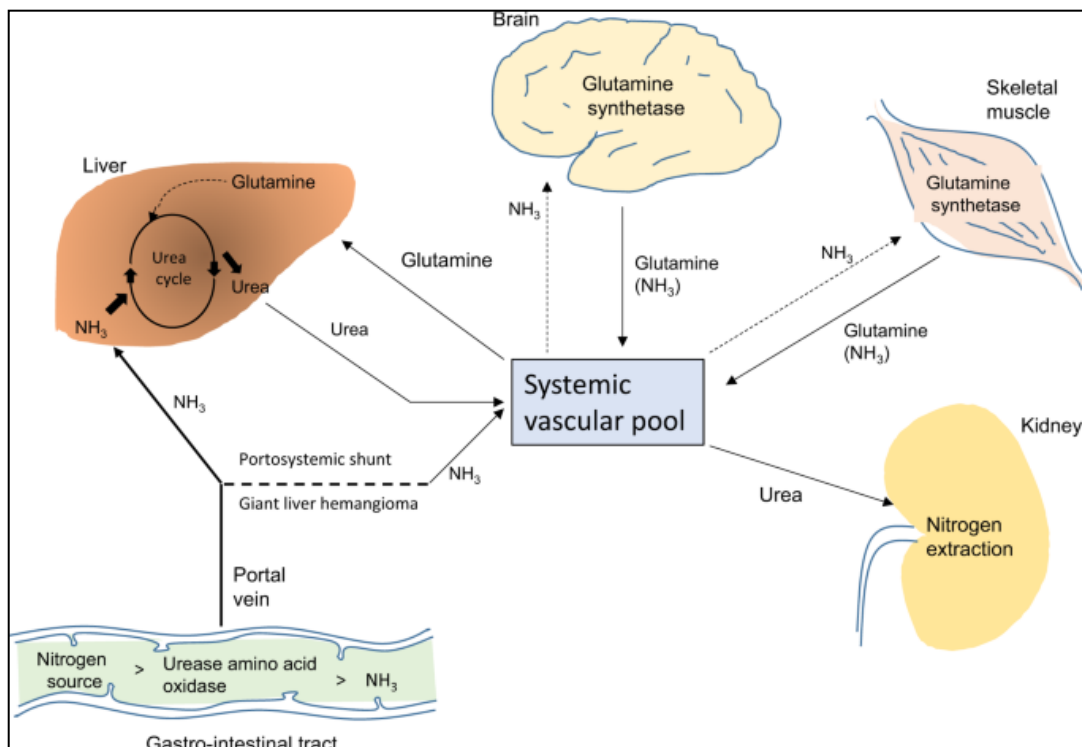 Brain
Glutamine
synthetase
Skeletal
muscle
Glutamine
synthetase
Liver
Glutamine
Urea
cycle
Urea
NH₃
NH₃
Glutamine
(NH₃)
NH₃
Glutamine
(NH₃)
Glutamine
Urea
Systemic
vascular pool
NH₃
Portosystemic shunt
Giant liver hemangioma
NH₃
Kidney
Urea
Nitrogen
extraction
Portal
vein
Nitrogen
source
>
Urease amino acid
oxidase
>
NH₃
Gastro-intestinal tract